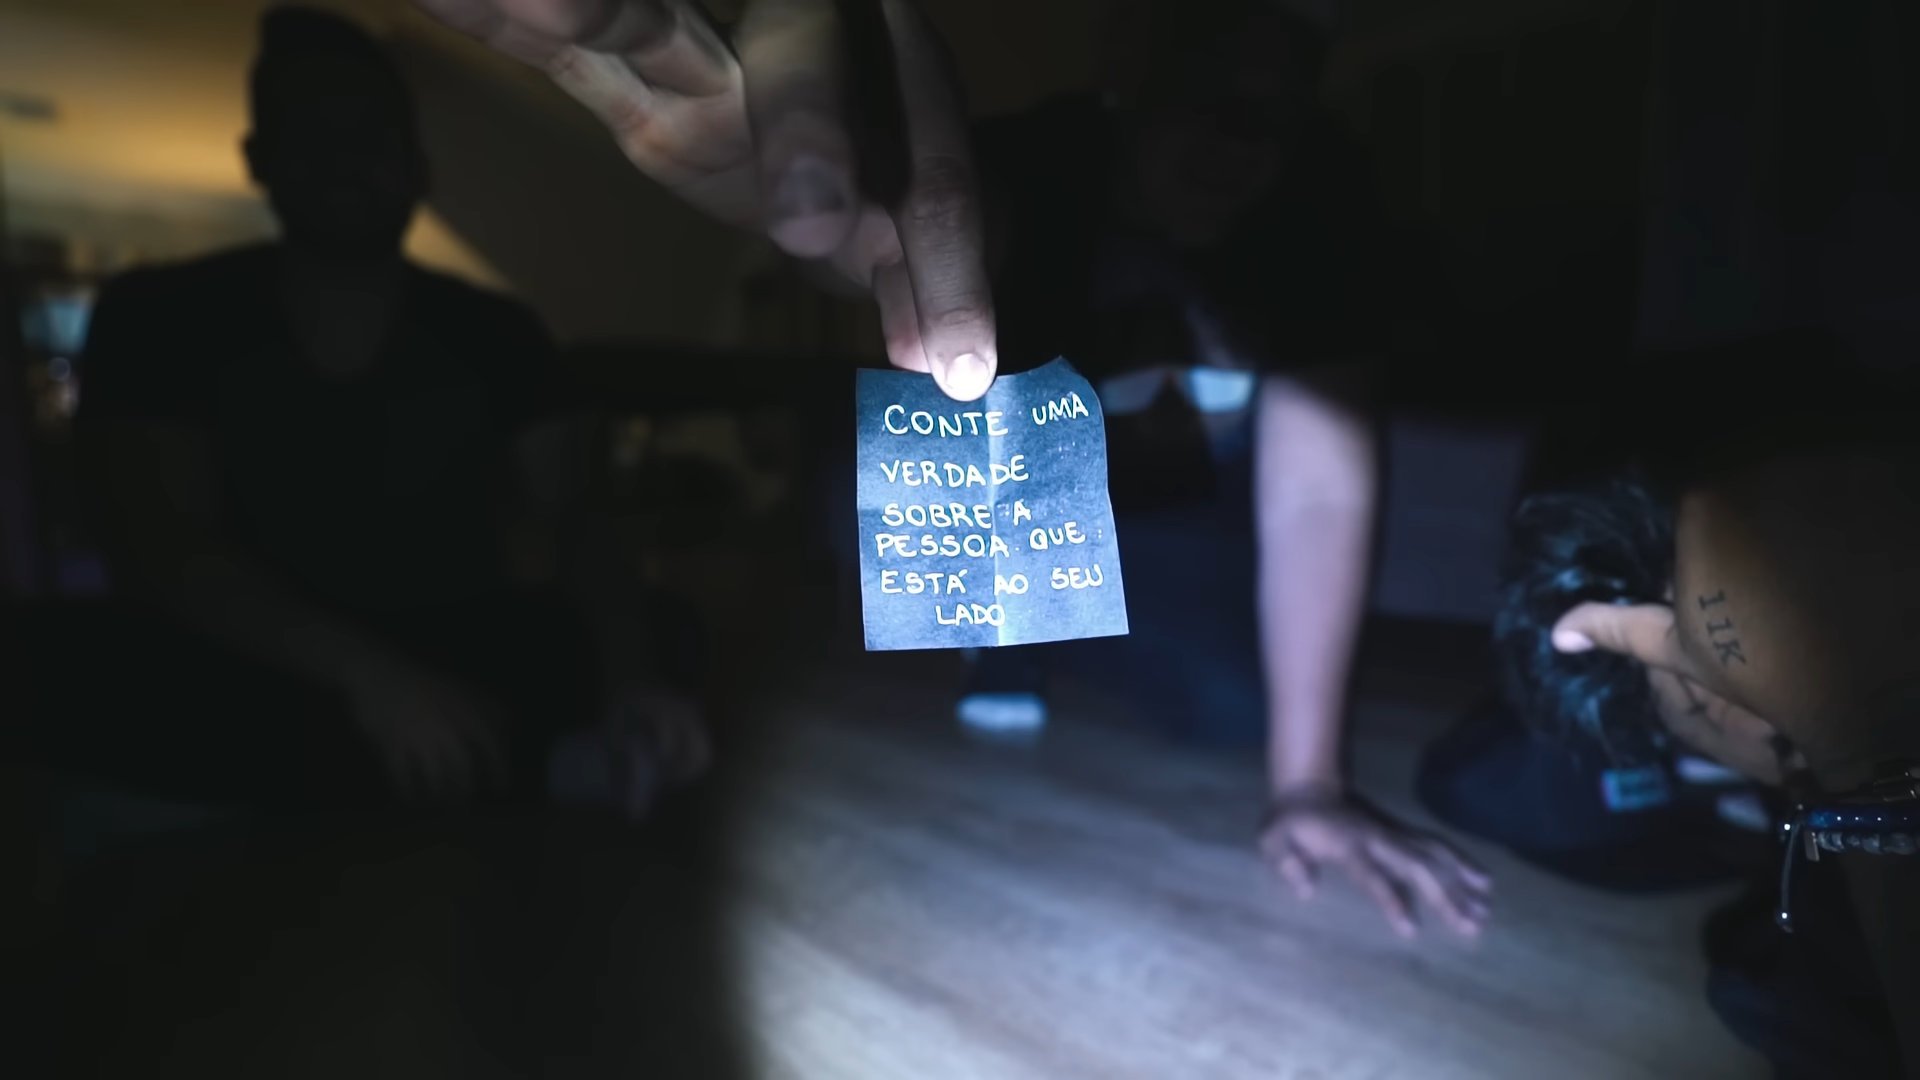 CONTE UMA
VERDADE
SOBRE A
PESSOA QUE
ESTÁ AO SEU
LADO
11K